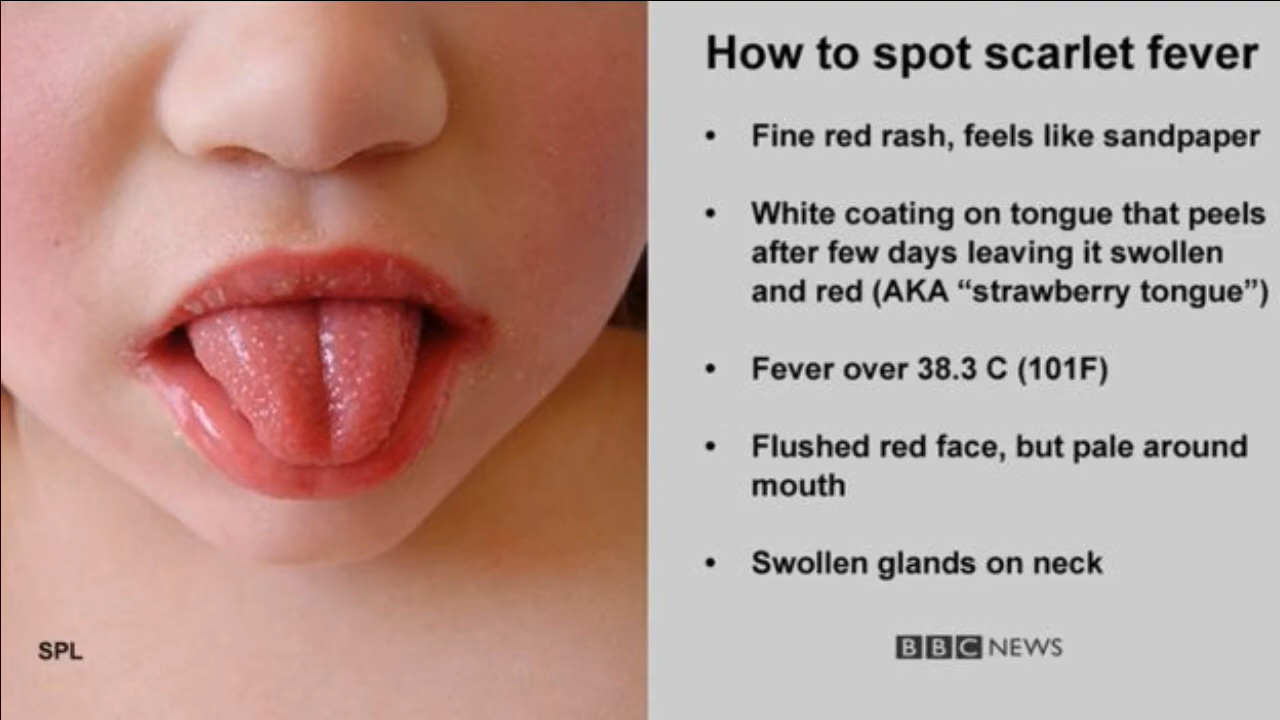 How to spot scarlet fever
• Fine red rash, feels like sandpaper
• White coating on tongue that peels
after few days leaving it swollen
and red (AKA “strawberry tongue”)
• Fever over 38.3 C (101F)
• Flushed red face, but pale around
mouth
• Swollen glands on neck
SPL
BBC NEWS